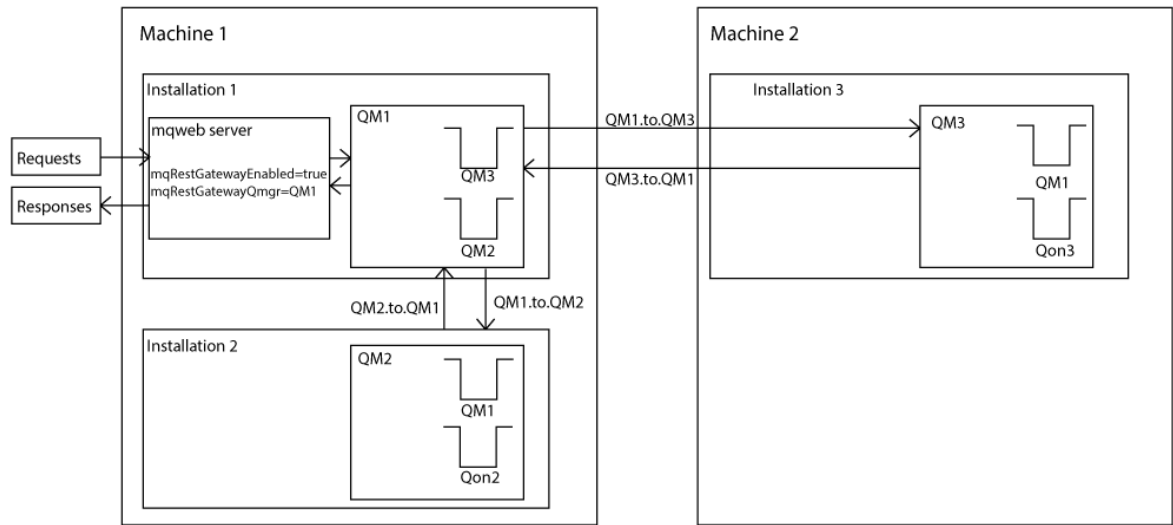 Machine 1
Machine 2
Installation 1
Installation 3
mqweb server
QM1
QM1.to.QM3
QM3
Requests
mqRestGatewayEnabled=true
QM3
QM3.to.QM1
QM1
mqRestGatewayQmgr=QM1
Responses
QM2
Qon3
QM2.to.QM1
QM1.to.QM2
Installation 2
QM2
QM1
Qon2